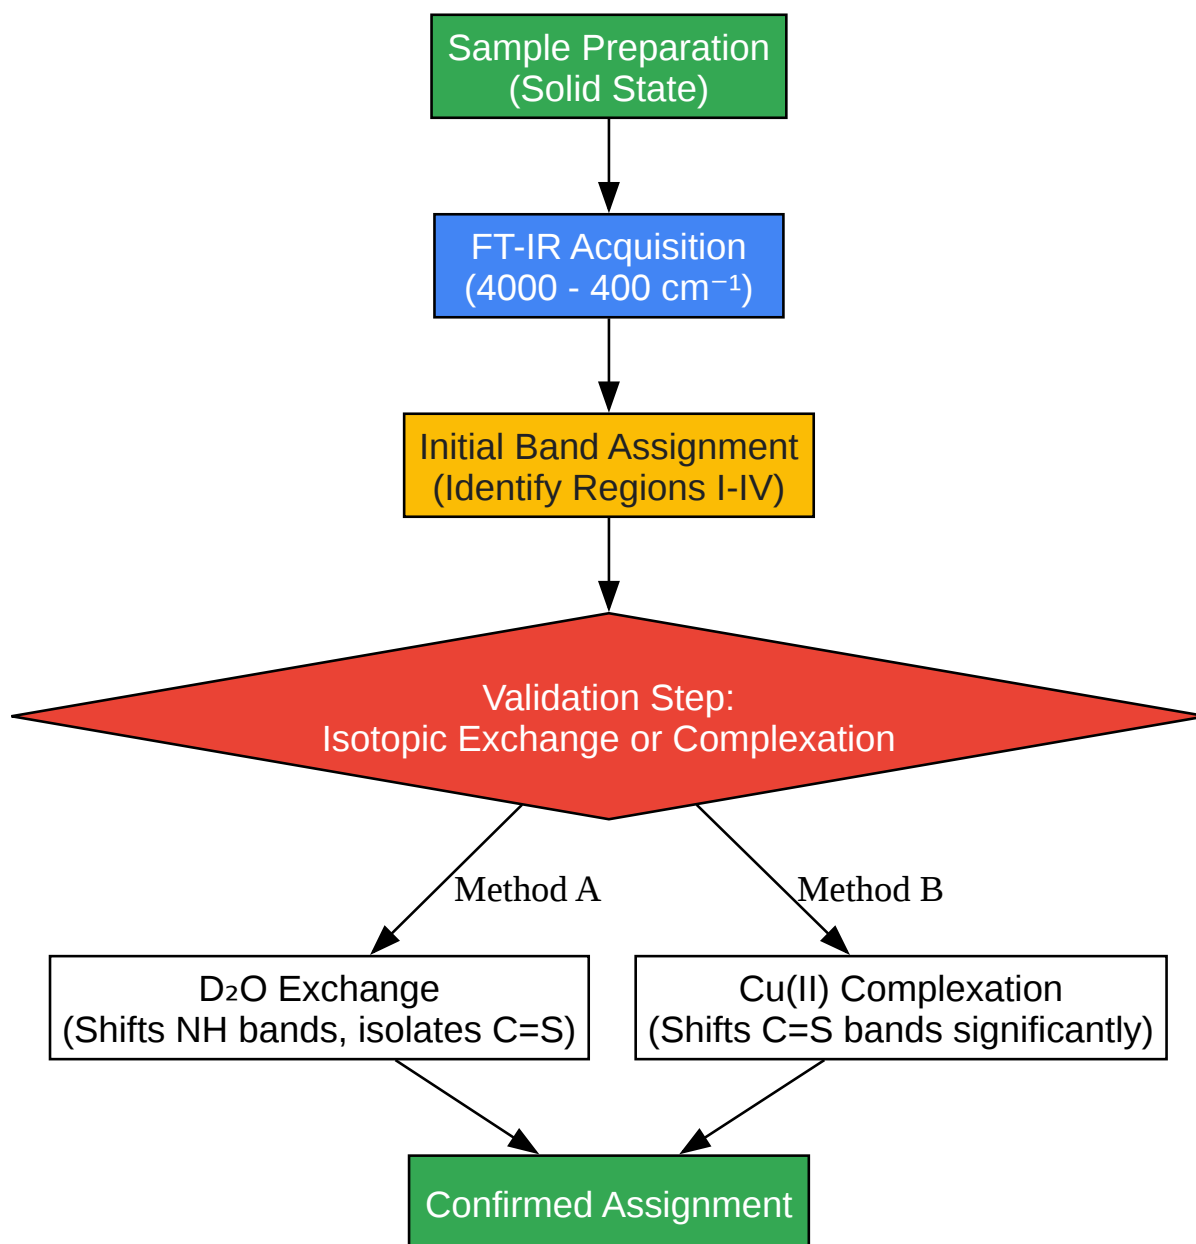 Sample Preparation
(Solid State)
FT-IR Acquisition
(4000 - 400 cm⁻¹)
Initial Band Assignment
(Identify Regions I-IV)
Validation Step:
Isotopic Exchange or Complexation
Method A
Method B
D₂O Exchange
(Shifts NH bands, isolates C=S)
Cu(II) Complexation
(Shifts C=S bands significantly)
Confirmed Assignment